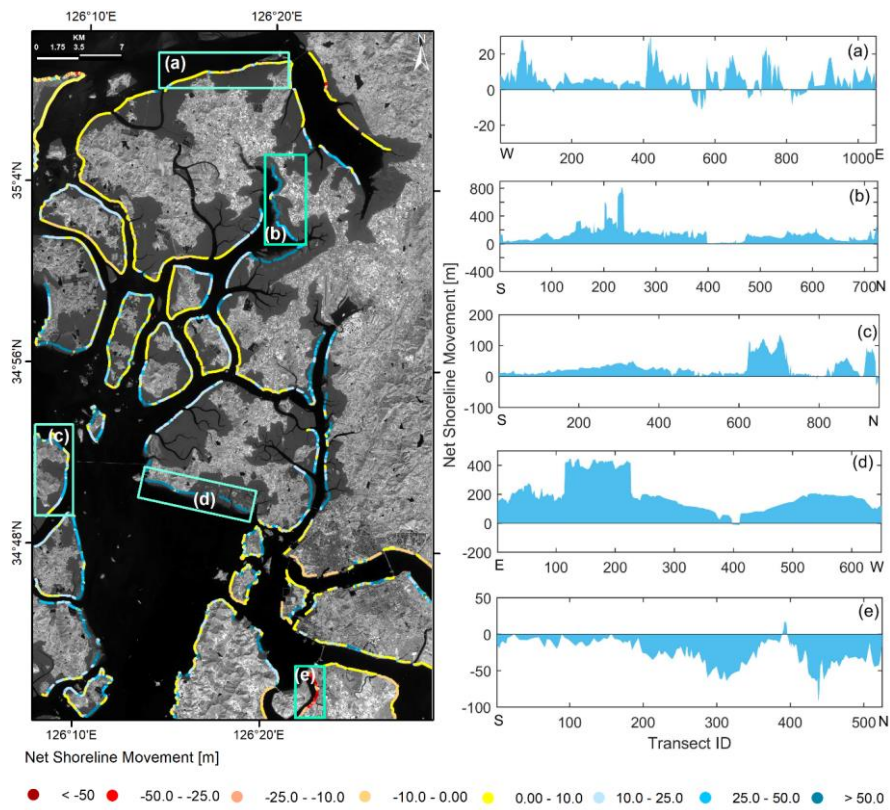 126°10'E
126°20'E
KM
0 1.75 3.5 7
N
(a)
(b)
(c)
(d)
(e)
35°4'N
34°56'N
34°48'N
126°10'E
126°20'E
Net Shoreline Movement [m]
20
0
-20
(a)
W 200 400 600 800 1000 E
800
400
0
-400
(b)
S 100 200 300 400 500 600 700 N
200
100
0
-100
(c)
S 200 400 600 800 N
400
200
0
-200
(d)
E 100 200 300 400 500 600 W
50
0
-50
-100
(e)
S 100 200 300 400 500 N
Transect ID
Net Shoreline Movement [m]
< -50 -50.0 - -25.0 -25.0 - -10.0 -10.0 - 0.00 0.00 - 10.0 10.0 - 25.0 25.0 - 50.0 > 50.0